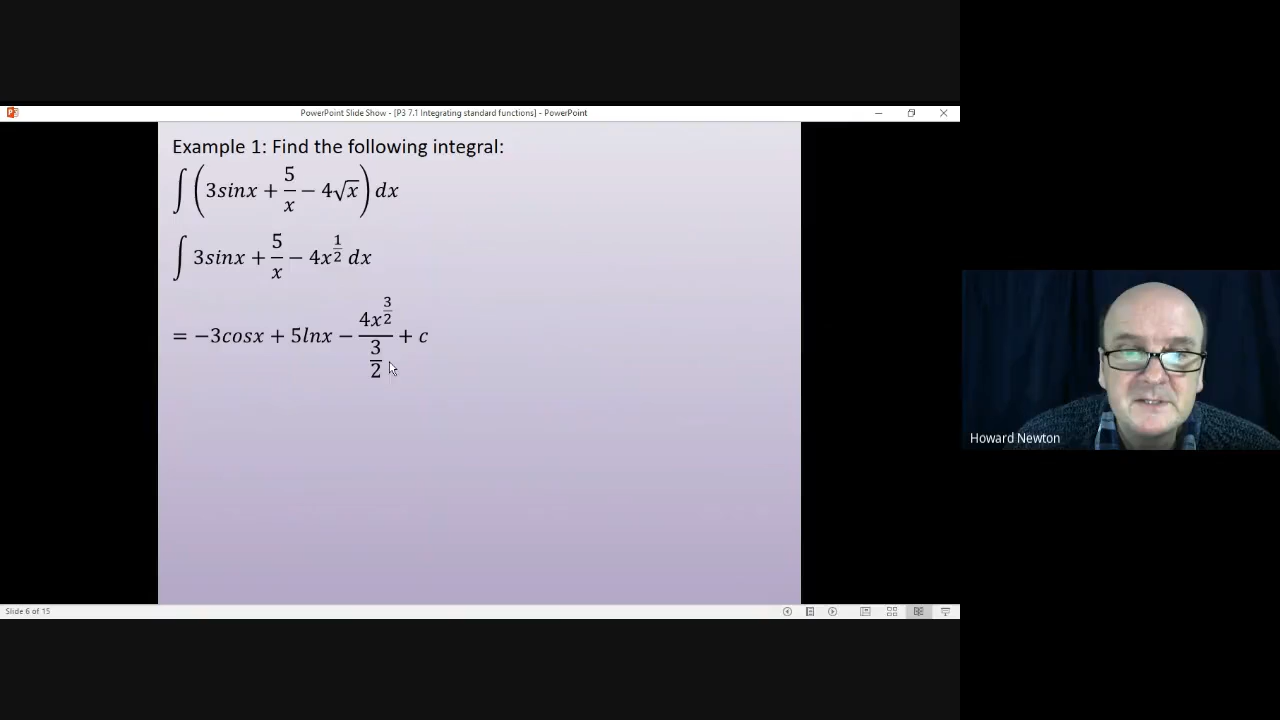 PowerPoint Slide Show - [P3 7.1 Integrating standard functions] - PowerPoint
Example 1: Find the following integral:
∫ (3sinx + 5/x − 4√x) dx
∫ 3sinx + 5/x − 4x^(1/2) dx
= −3cosx + 5lnx − (4x^(3/2))/(3/2) + c
Howard Newton
Slide 6 of 15